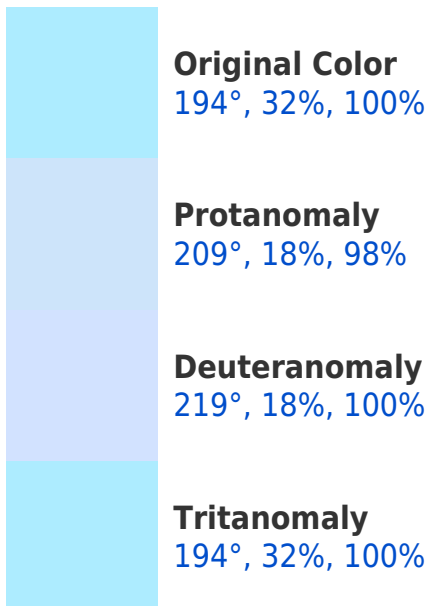 Original Color
194°, 32%, 100%
Protanomaly
209°, 18%, 98%
Deuteranomaly
219°, 18%, 100%
Tritanomaly
194°, 32%, 100%